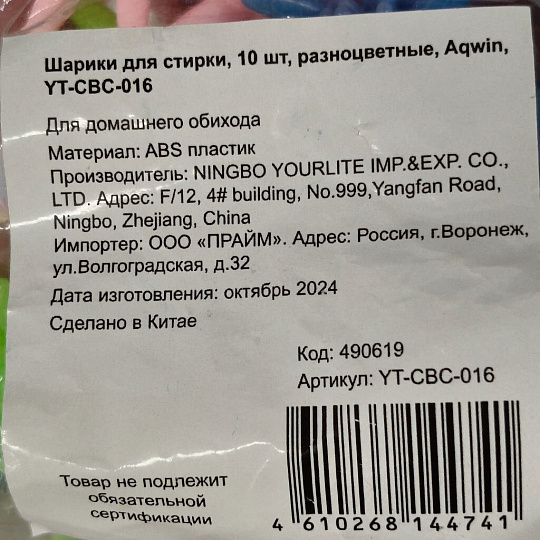 Шарики для стирки, 10 шт, разноцветные, Aqwin,
YT-CBC-016
Для домашнего обихода
Материал: ABS пластик
Производитель: NINGBO YOURLITE IMP.&EXP. CO.,
LTD. Адрес: F/12, 4# building, No.999,Yangfan Road,
Ningbo, Zhejiang, China
Импортер: ООО «ПРАЙМ». Адрес: Россия, г.Воронеж,
ул.Волгоградская, д.32
Дата изготовления: октябрь 2024
Сделано в Китае
Код: 490619
Артикул: YT-CBC-016
Товар не подлежит
обязательной
сертификации
4 610268 144741